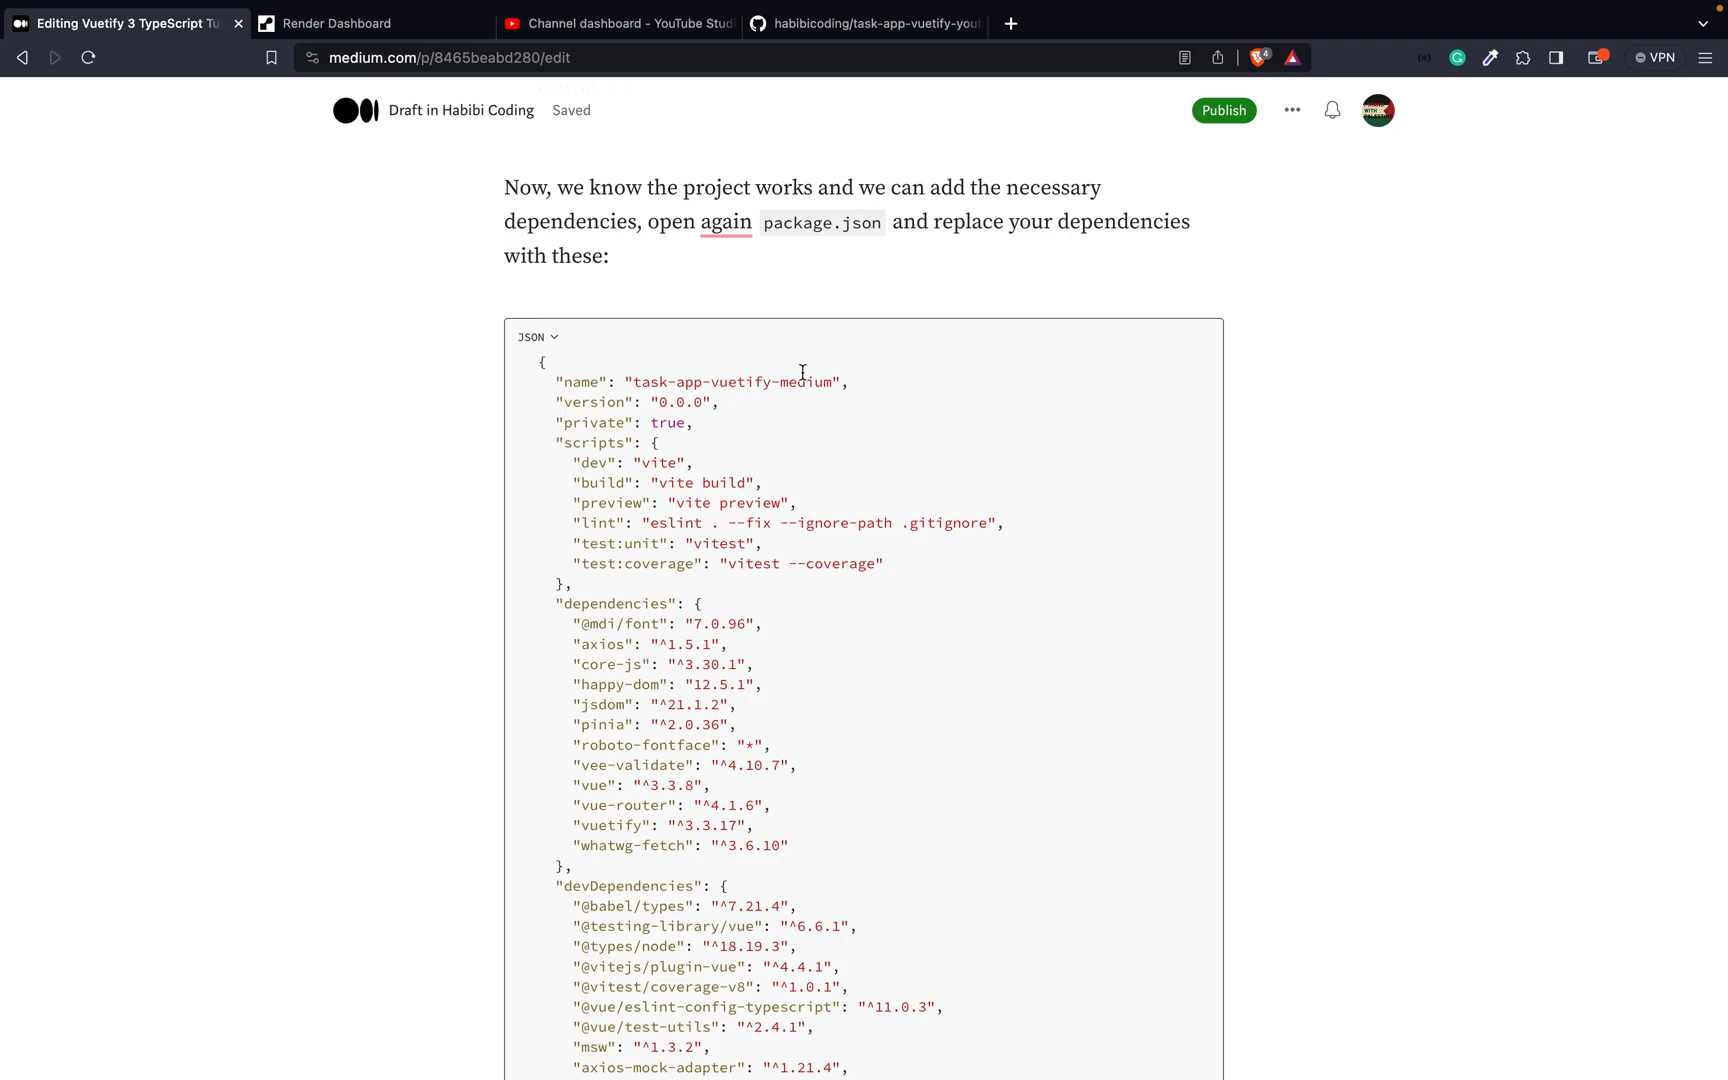 Editing Vuetify 3 TypeScript Tu
Render Dashboard
Channel dashboard - YouTube Studi
habibicoding/task-app-vuetify-yout
medium.com/p/8465beabd280/edit
4
VPN
Draft in Habibi Coding
Saved
Publish
Now, we know the project works and we can add the necessary
dependencies, open again package.json and replace your dependencies
with these:
JSON
{
"name": "task-app-vuetify-medium",
"version": "0.0.0",
"private": true,
"scripts": {
"dev": "vite",
"build": "vite build",
"preview": "vite preview",
"lint": "eslint . --fix --ignore-path .gitignore",
"test:unit": "vitest",
"test:coverage": "vitest --coverage"
},
"dependencies": {
"@mdi/font": "7.0.96",
"axios": "^1.5.1",
"core-js": "^3.30.1",
"happy-dom": "12.5.1",
"jsdom": "^21.1.2",
"pinia": "^2.0.36",
"roboto-fontface": "*",
"vee-validate": "^4.10.7",
"vue": "^3.3.8",
"vue-router": "^4.1.6",
"vuetify": "^3.3.17",
"whatwg-fetch": "^3.6.10"
},
"devDependencies": {
"@babel/types": "^7.21.4",
"@testing-library/vue": "^6.6.1",
"@types/node": "^18.19.3",
"@vitejs/plugin-vue": "^4.4.1",
"@vitest/coverage-v8": "^1.0.1",
"@vue/eslint-config-typescript": "^11.0.3",
"@vue/test-utils": "^2.4.1",
"msw": "^1.3.2",
"axios-mock-adapter": "^1.21.4",